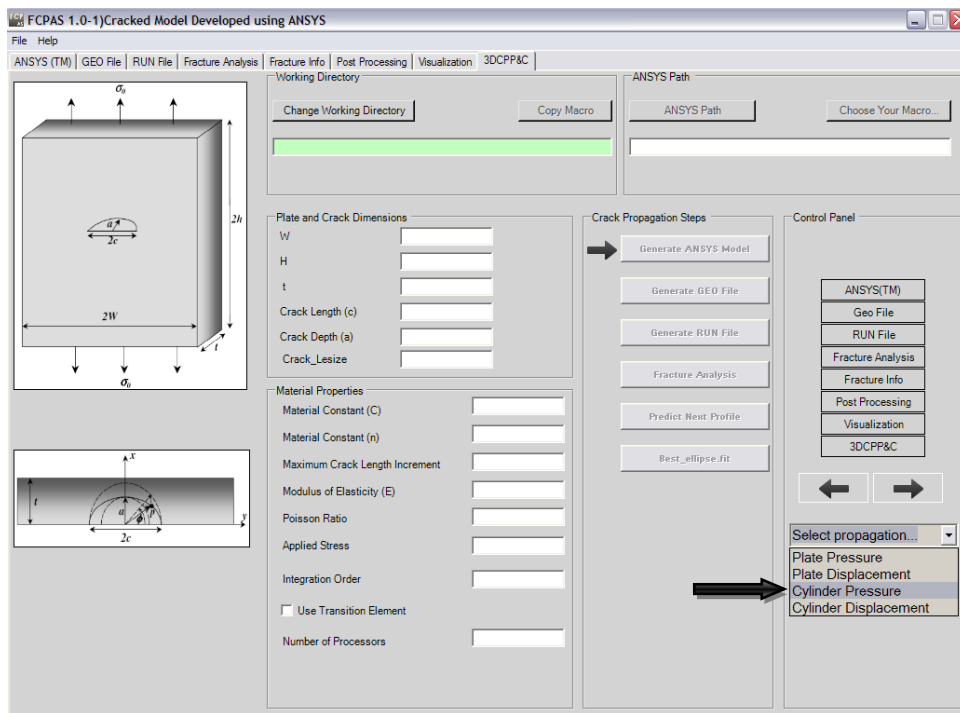 FCPAS 1.0-1)Cracked Model Developed using ANSYS
File Help
ANSYS (TM) GEO File RUN File Fracture Analysis Fracture Info Post Processing Visualization 3DCPP&C
σ₀
a
2c
2h
2W
t
σ₀
x
t
a
ϕ
y
2c
Working Directory
Change Working Directory Copy Macro
ANSYS Path
ANSYS Path Choose Your Macro...
Plate and Crack Dimensions
W
H
t
Crack Length (c)
Crack Depth (a)
Crack_Lesize
Material Properties
Material Constant (C)
Material Constant (n)
Maximum Crack Length Increment
Modulus of Elasticity (E)
Poisson Ratio
Applied Stress
Integration Order
Use Transition Element
Number of Processors
Crack Propagation Steps
Generate ANSYS Model
Generate GEO File
Generate RUN File
Fracture Analysis
Predict Next Profile
Best_ellipse.fit
Control Panel
ANSYS(TM)
Geo File
RUN File
Fracture Analysis
Fracture Info
Post Processing
Visualization
3DCPP&C
Select propagation...
Plate Pressure
Plate Displacement
Cylinder Pressure
Cylinder Displacement